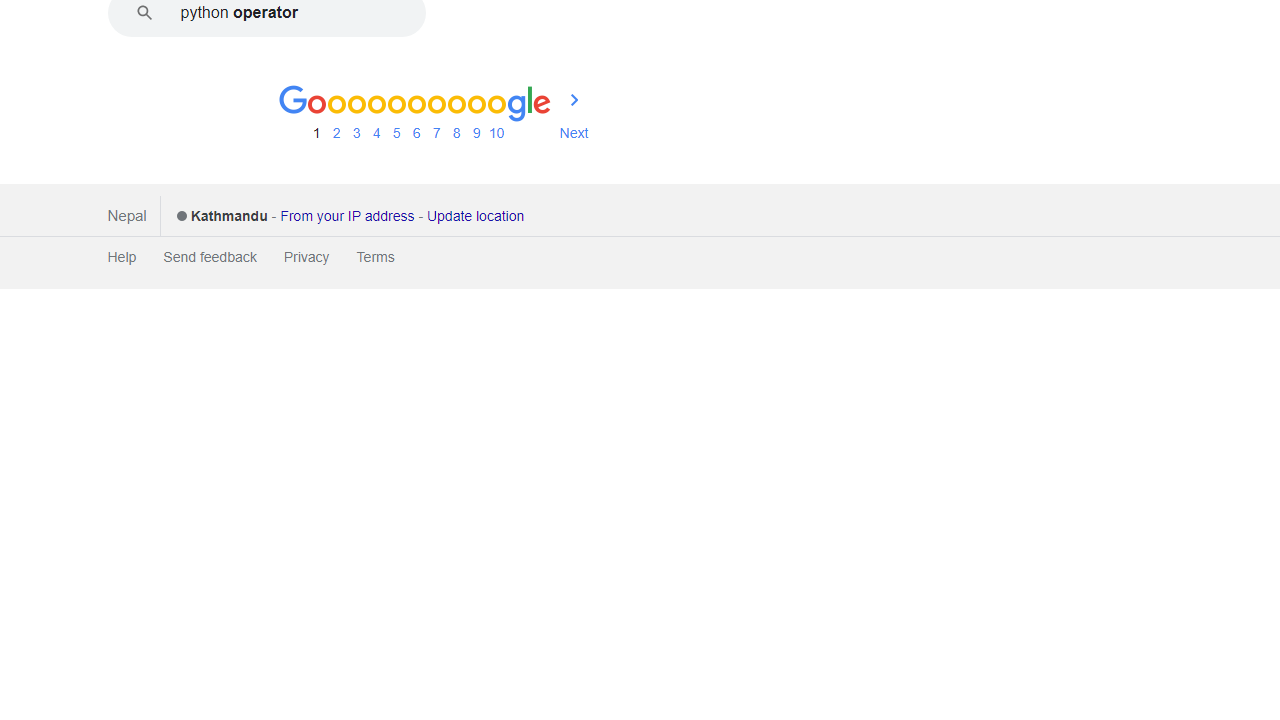 python operator
Goooooooooogle
1 2 3 4 5 6 7 8 9 10 Next
Nepal Kathmandu - From your IP address - Update location
Help Send feedback Privacy Terms